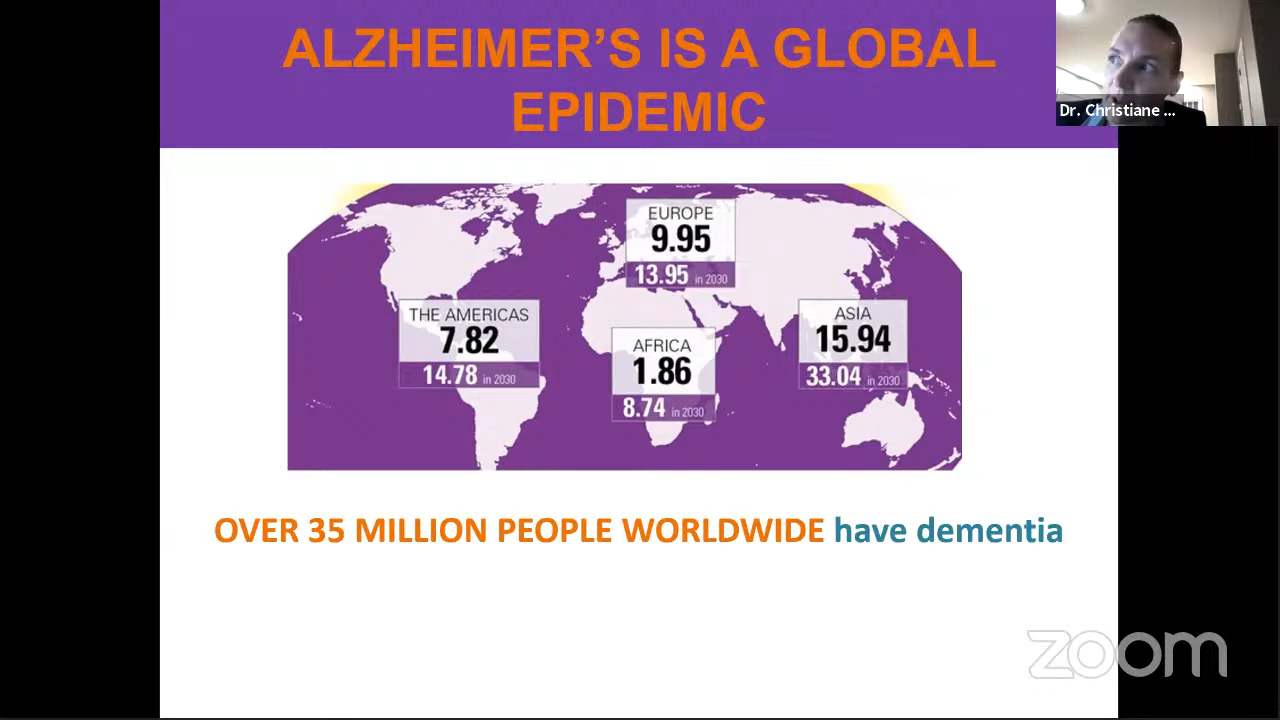 ALZHEIMER'S IS A GLOBAL
EPIDEMIC
Dr. Christiane ...
EUROPE
9.95
13.95 in 2030
THE AMERICAS
7.82
14.78 in 2030
AFRICA
1.86
8.74 in 2030
ASIA
15.94
33.04 in 2030
OVER 35 MILLION PEOPLE WORLDWIDE have dementia
zoom